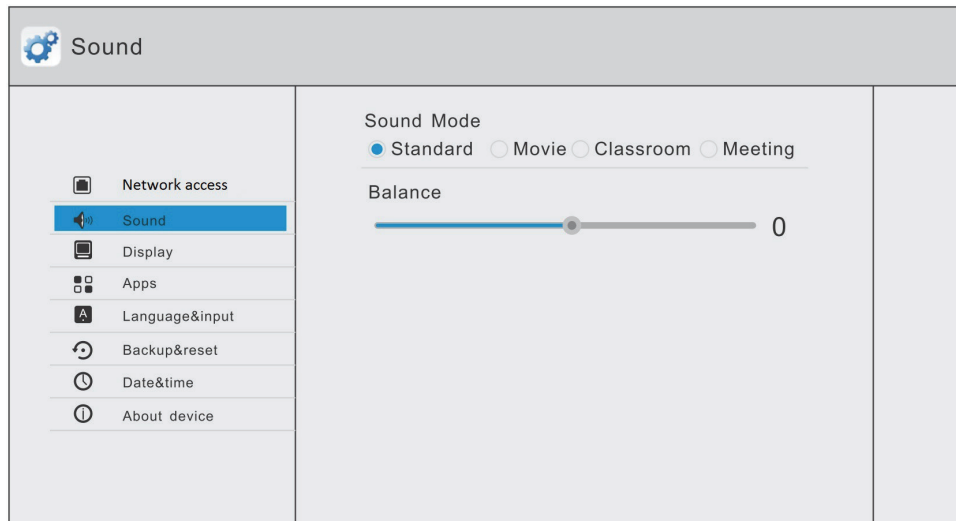 Sound
Network access
Sound
Display
Apps
A Language&input
Backup&reset
Date&time
About device
Sound Mode
Standard Movie Classroom Meeting
Balance
0